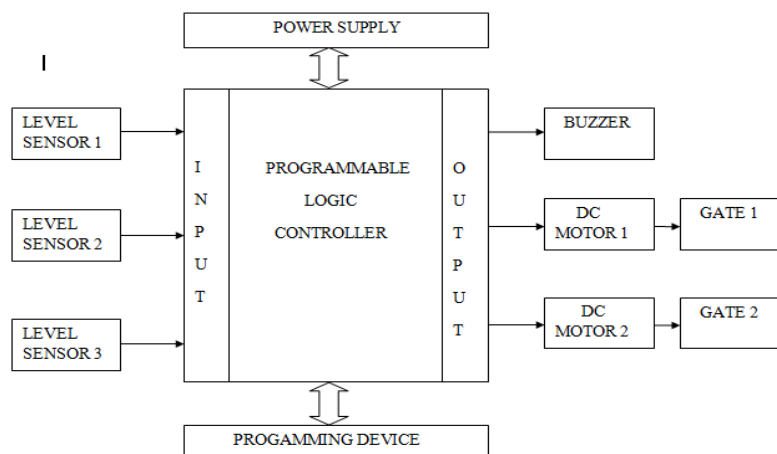 POWER SUPPLY
I
LEVEL
SENSOR 1
LEVEL
SENSOR 2
LEVEL
SENSOR 3
I
N
P
U
T
PROGRAMMABLE
LOGIC
CONTROLLER
O
U
T
P
U
T
BUZZER
DC
MOTOR 1
GATE 1
DC
MOTOR 2
GATE 2
PROGAMMING DEVICE